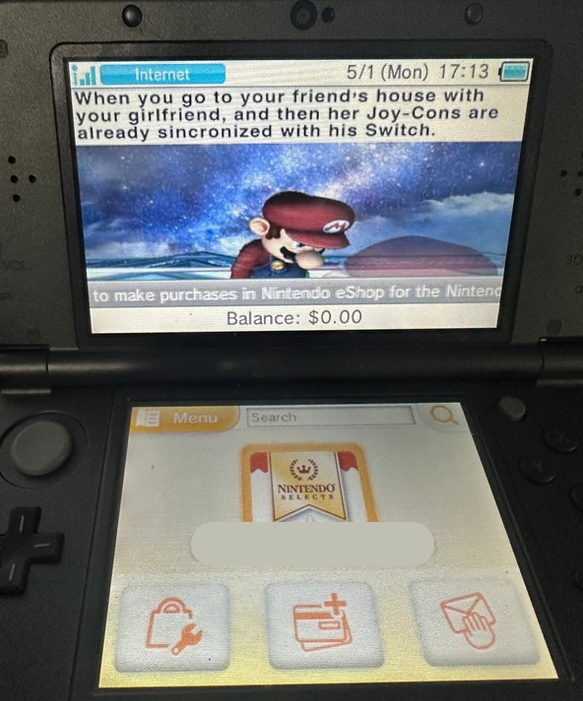 Internet
5/1 (Mon) 17:13
When you go to your friend's house with
your girlfriend, and then her Joy-Cons are
already sincronized with his Switch.
M
to make purchases in Nintendo eShop for the Ninten
Balance: $0.00
Menu
Search
NINTENDO
SELECTS